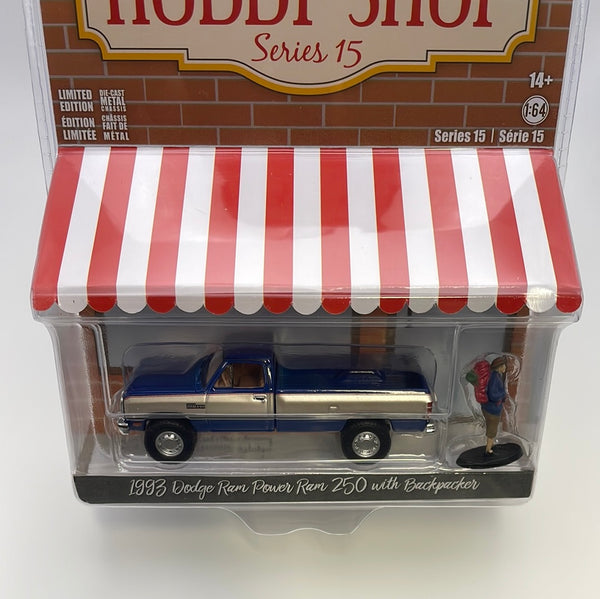 HOBBY SHOP
Series 15
LIMITED EDITION
DIE-CAST METAL CHASSIS
ÉDITION LIMITÉE
CHÂSSIS FAIT DE MÉTAL
14+
1:64
Series 15 | Série 15
1993 Dodge Ram Power Ram 250 with Backpacker